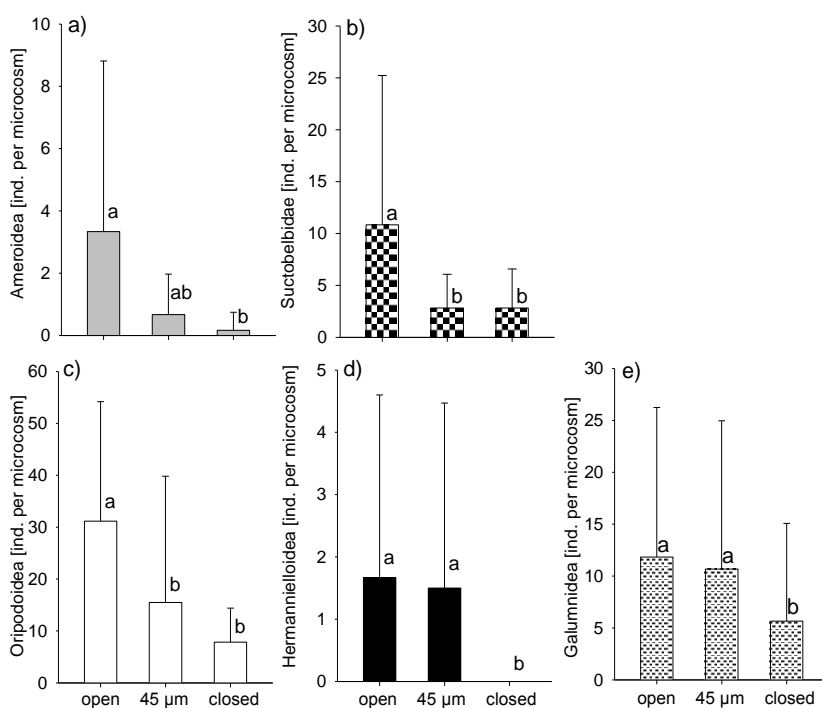 a)
Ameroidea [ind. per microcosm]
10
8
6
4
2
0
a
ab
b
b)
Suctobelbidae [ind. per microcosm]
30
25
20
15
10
5
0
a
b
b
c)
Oripodoidea [ind. per microcosm]
60
50
40
30
20
10
0
a
b
b
open 45 µm closed
d)
Hermannielloidea [ind. per microcosm]
5
4
3
2
1
0
a
a
b
open 45 µm closed
e)
Galumnidea [ind. per microcosm]
30
25
20
15
10
5
0
a
a
b
open 45 µm closed